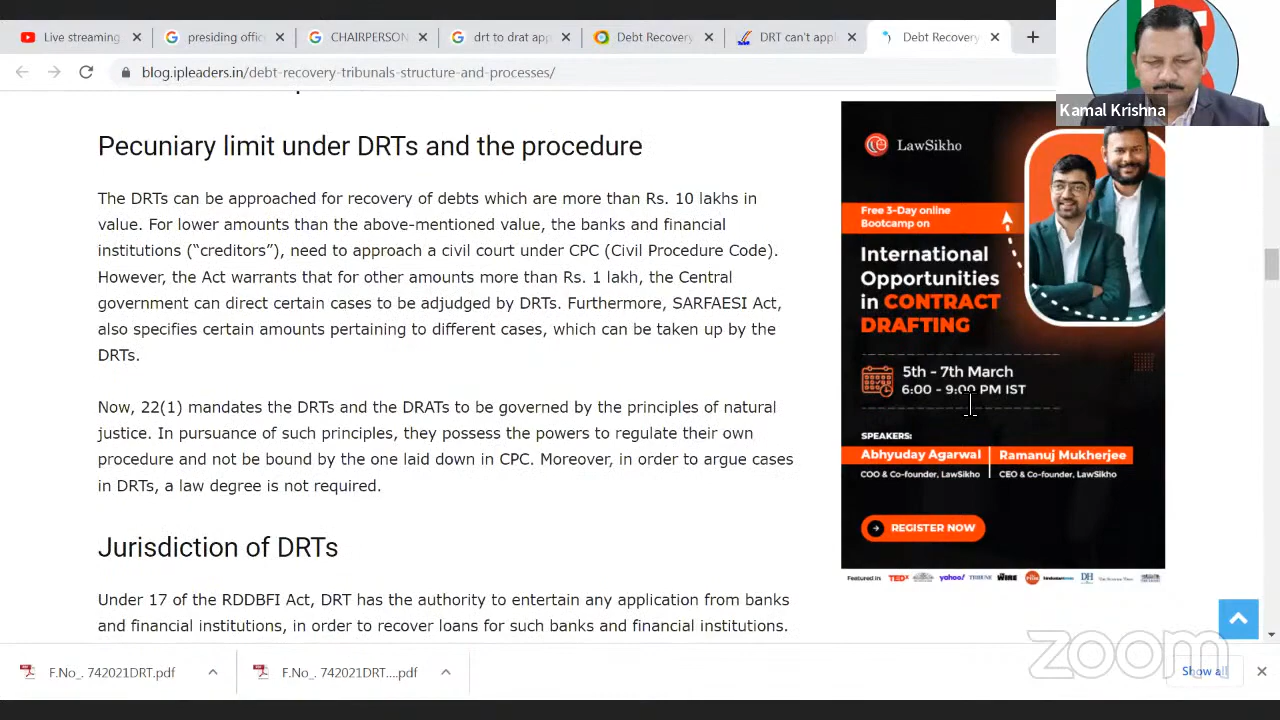 Live streaming
presiding offic
CHAIRPERSON
drt to drat app
Debt Recovery
DRT can't appl
Debt Recovery
blog.ipleaders.in/debt-recovery-tribunals-structure-and-processes/
Kamal Krishna
Pecuniary limit under DRTs and the procedure
The DRTs can be approached for recovery of debts which are more than Rs. 10 lakhs in
value. For lower amounts than the above-mentioned value, the banks and financial
institutions (“creditors”), need to approach a civil court under CPC (Civil Procedure Code).
However, the Act warrants that for other amounts more than Rs. 1 lakh, the Central
government can direct certain cases to be adjudged by DRTs. Furthermore, SARFAESI Act,
also specifies certain amounts pertaining to different cases, which can be taken up by the
DRTs.
Now, 22(1) mandates the DRTs and the DRATs to be governed by the principles of natural
justice. In pursuance of such principles, they possess the powers to regulate their own
procedure and not be bound by the one laid down in CPC. Moreover, in order to argue cases
in DRTs, a law degree is not required.
Jurisdiction of DRTs
Under 17 of the RDDBFI Act, DRT has the authority to entertain any application from banks
and financial institutions, in order to recover loans for such banks and financial institutions.
LawSikho
Free 3-Day online
Bootcamp on
International
Opportunities
in CONTRACT
DRAFTING
5th - 7th March
6:00 - 9:00 PM IST
SPEAKERS:
Abhyuday Agarwal
Ramanuj Mukherjee
COO & Co-founder, LawSikho
CEO & Co-founder, LawSikho
REGISTER NOW
Featured in TEDx yahoo! TRIBUNE WIRE DH
F.No_. 742021DRT.pdf
F.No_. 742021DRT....pdf
Show all
zoom